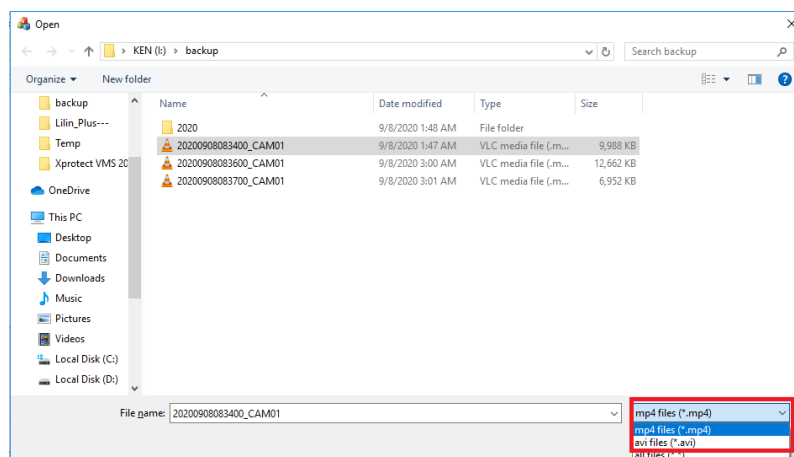 Open
KEN (I:) › backup
Search backup
Organize
New folder
backup
Lilin_Plus---
Temp
Xprotect VMS 20
OneDrive
This PC
Desktop
Documents
Downloads
Music
Pictures
Videos
Local Disk (C:)
Local Disk (D:)
Name Date modified Type Size
2020 9/8/2020 1:48 AM File folder
20200908083400_CAM01 9/8/2020 1:47 AM VLC media file (.m... 9,988 KB
20200908083600_CAM01 9/8/2020 3:00 AM VLC media file (.m... 12,662 KB
20200908083700_CAM01 9/8/2020 3:01 AM VLC media file (.m... 6,952 KB
File name: 20200908083400_CAM01
mp4 files (*.mp4)
mp4 files (*.mp4)
avi files (*.avi)
all files (*.*)